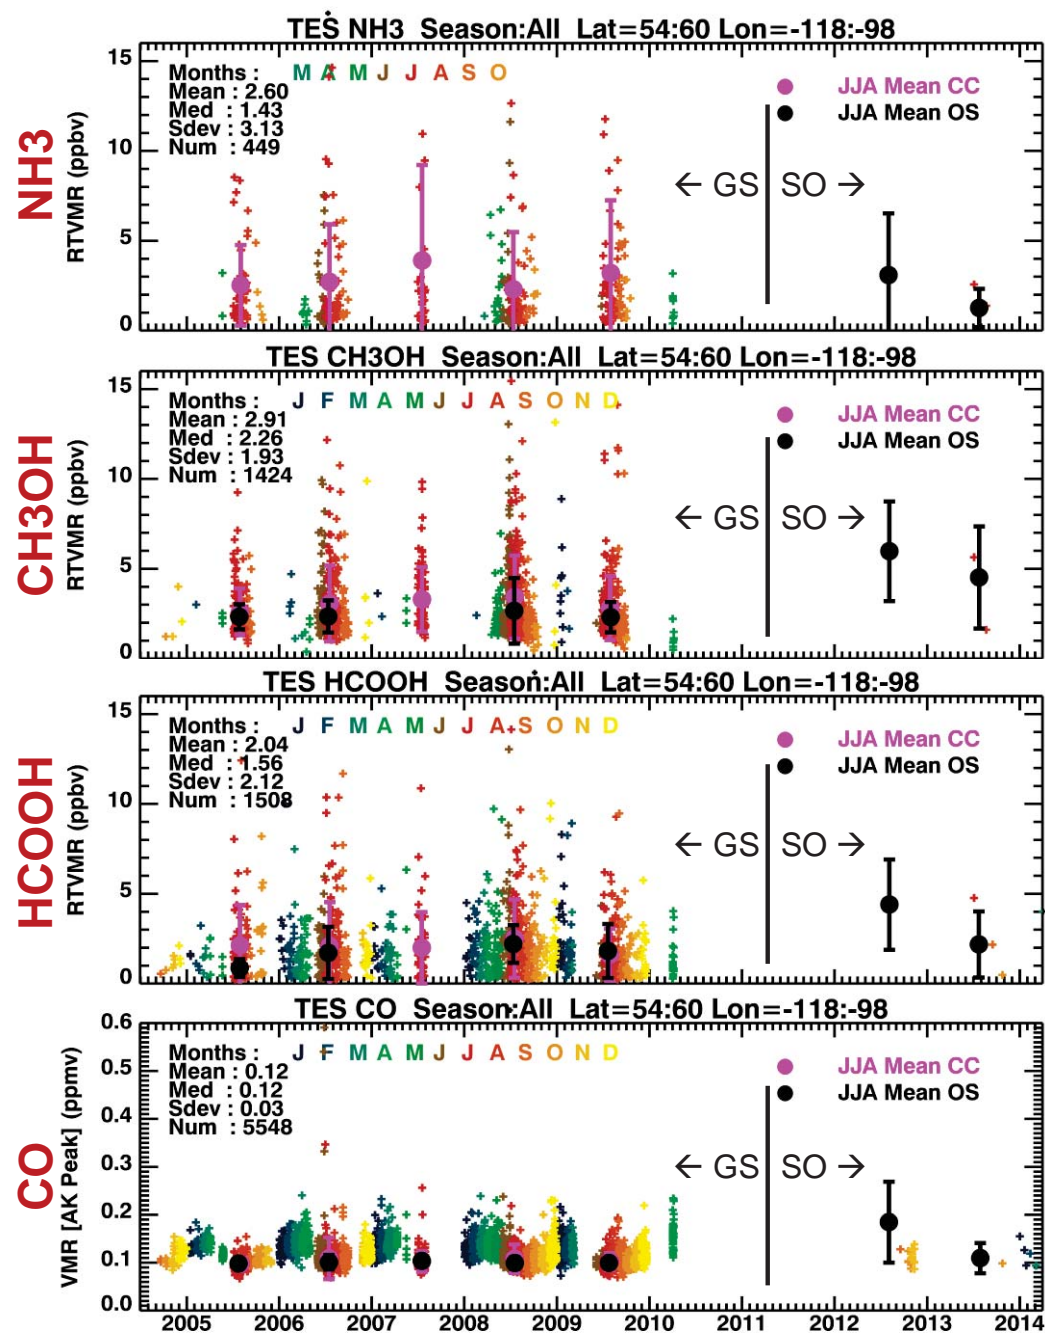 TES NH3 Season:All Lat=54:60 Lon=-118:-98
15
10
5
0
NH3
RTVMR (ppbv)
Months : M A M J J A S O
Mean : 2.60
Med : 1.43
Sdev : 3.13
Num : 449
JJA Mean CC
JJA Mean OS
← GS SO →
TES CH3OH Season:All Lat=54:60 Lon=-118:-98
15
10
5
0
CH3OH
RTVMR (ppbv)
Months : J F M A M J J A S O N D
Mean : 2.91
Med : 2.26
Sdev : 1.93
Num : 1424
JJA Mean CC
JJA Mean OS
← GS SO →
TES HCOOH Season:All Lat=54:60 Lon=-118:-98
15
10
5
0
HCOOH
RTVMR (ppbv)
Months : J F M A M J J A S O N D
Mean : 2.04
Med : 1.56
Sdev : 2.12
Num : 1508
JJA Mean CC
JJA Mean OS
← GS SO →
TES CO Season:All Lat=54:60 Lon=-118:-98
0.6
0.5
0.4
0.3
0.2
0.1
0.0
CO
VMR [AK Peak] (ppmv)
Months : J F M A M J J A S O N D
Mean : 0.12
Med : 0.12
Sdev : 0.03
Num : 5548
JJA Mean CC
JJA Mean OS
← GS SO →
2005 2006 2007 2008 2009 2010 2011 2012 2013 2014